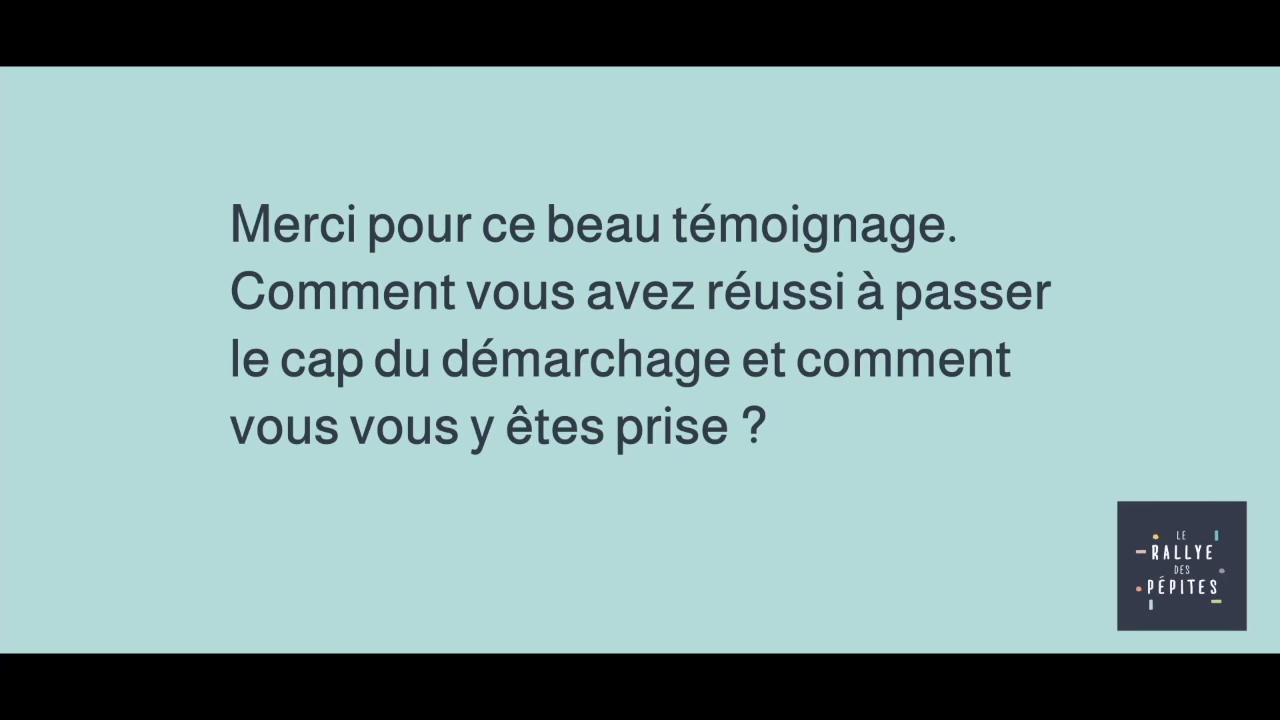 Merci pour ce beau témoignage.
Comment vous avez réussi à passer
le cap du démarchage et comment
vous vous y êtes prise ?
LE
RALLYE
DES
PÉPITES